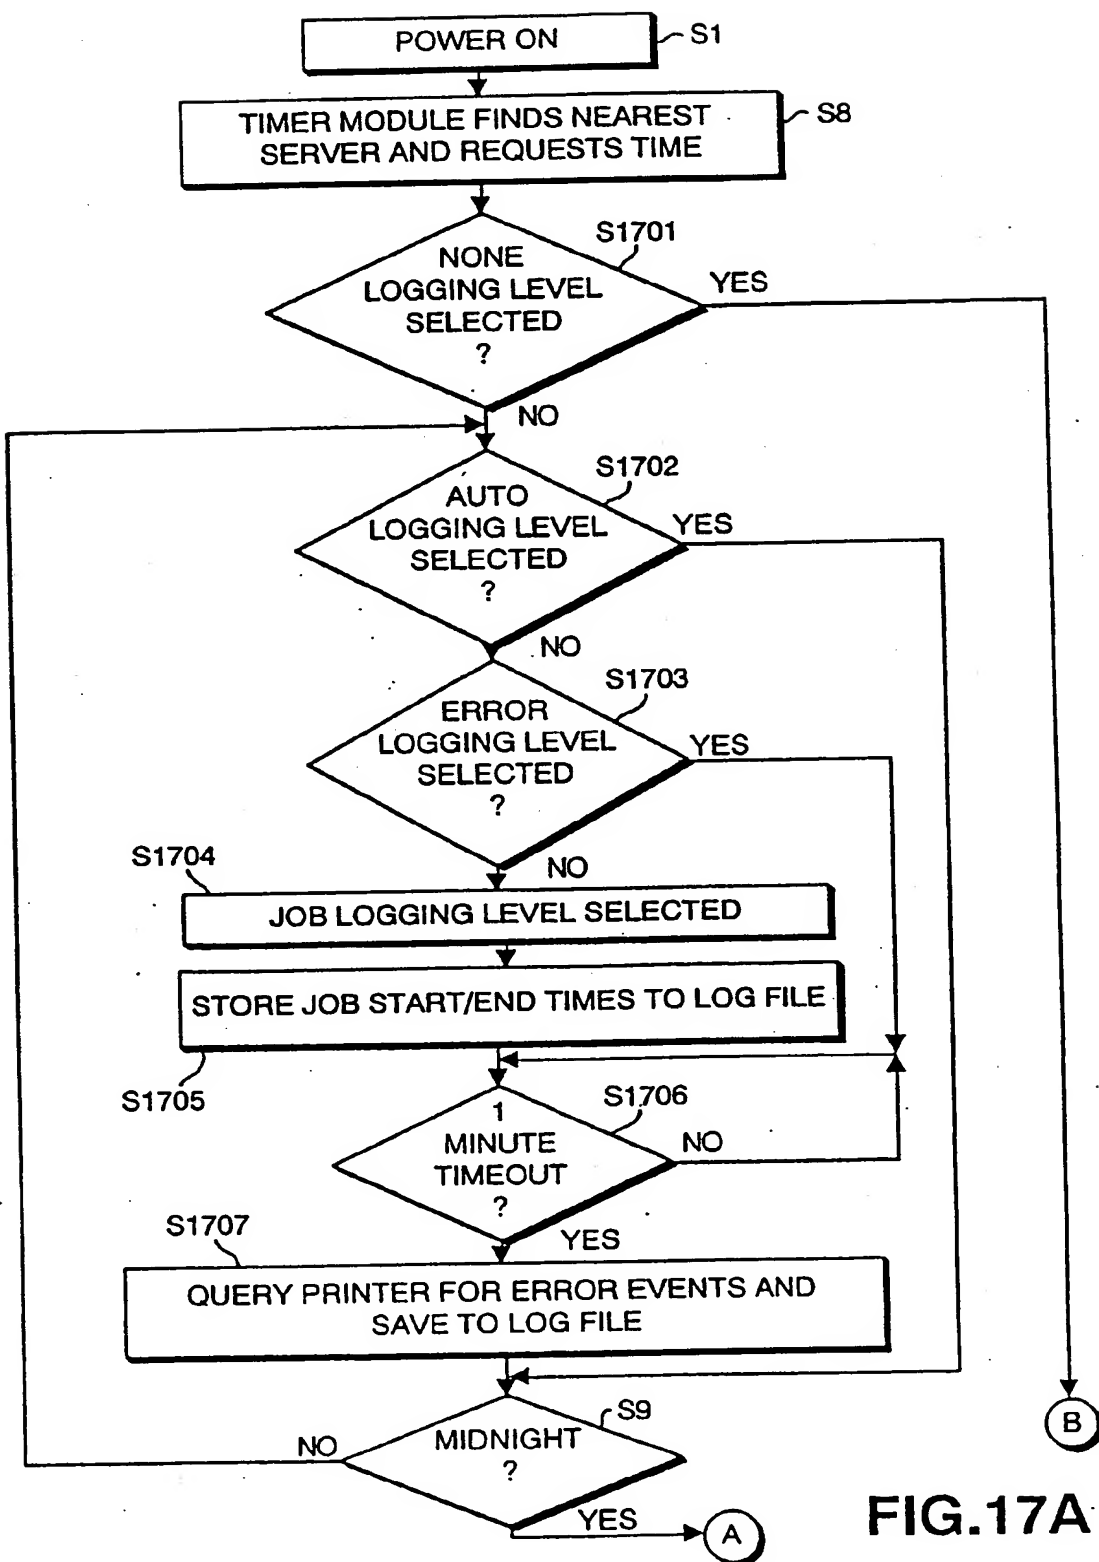 POWER ON
S1
TIMER MODULE FINDS NEAREST
SERVER AND REQUESTS TIME
S8
S1701
NONE
LOGGING LEVEL
SELECTED
?
YES
NO
S1702
AUTO
LOGGING LEVEL
SELECTED
?
YES
NO
S1703
ERROR
LOGGING LEVEL
SELECTED
?
YES
NO
S1704
JOB LOGGING LEVEL SELECTED
STORE JOB START/END TIMES TO LOG FILE
S1705
S1706
1
MINUTE
TIMEOUT
?
NO
YES
S1707
QUERY PRINTER FOR ERROR EVENTS AND
SAVE TO LOG FILE
S9
MIDNIGHT
?
NO
YES
A
B
FIG.17A